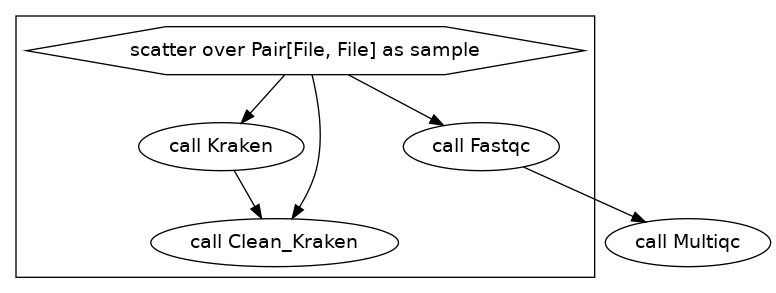 scatter over Pair[File, File] as sample
call Kraken
call Fastqc
call Clean_Kraken
call Multiqc